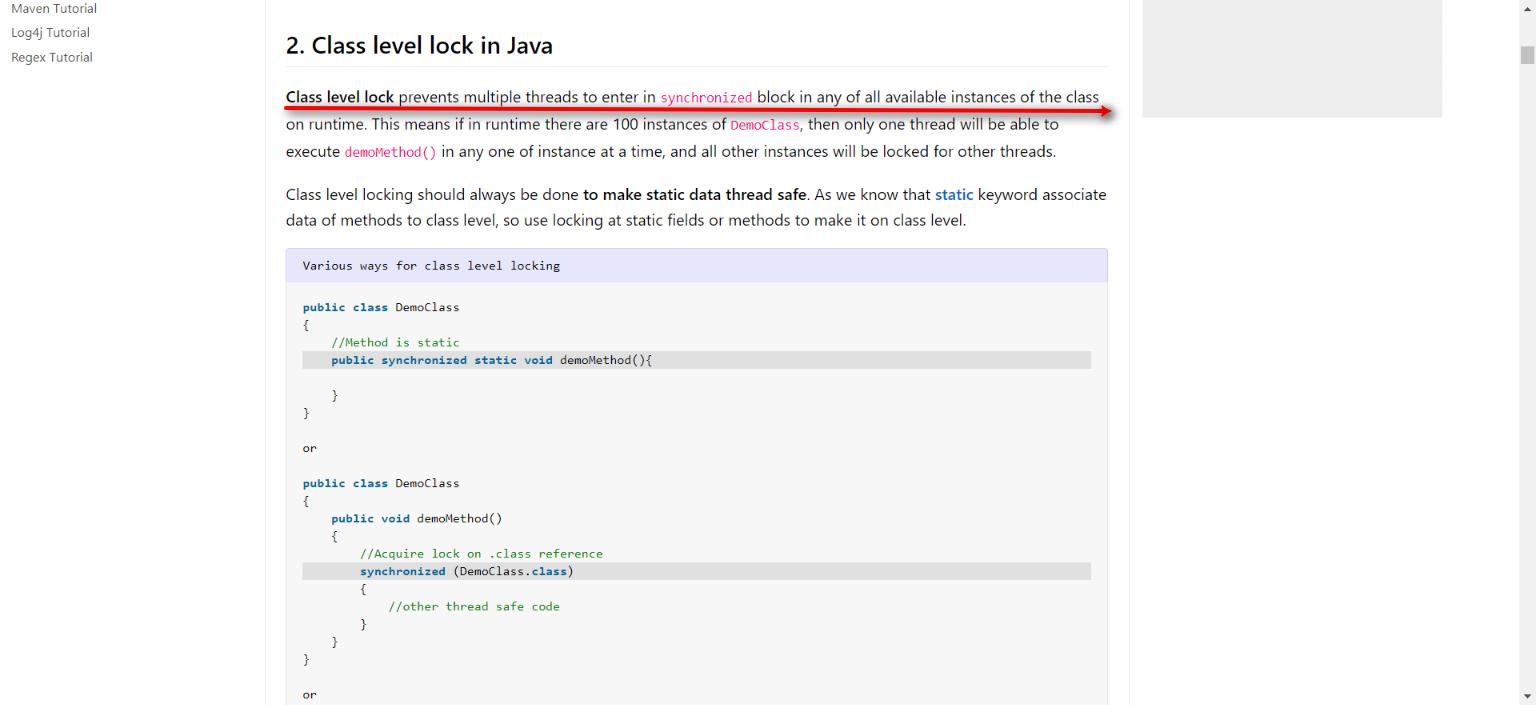 Maven Tutorial
Log4j Tutorial
Regex Tutorial
2. Class level lock in Java
Class level lock prevents multiple threads to enter in synchronized block in any of all available instances of the class
on runtime. This means if in runtime there are 100 instances of DemoClass, then only one thread will be able to
execute demoMethod() in any one of instance at a time, and all other instances will be locked for other threads.
Class level locking should always be done to make static data thread safe. As we know that static keyword associate
data of methods to class level, so use locking at static fields or methods to make it on class level.
Various ways for class level locking
public class DemoClass
{
    //Method is static
    public synchronized static void demoMethod(){

    }
}

or

public class DemoClass
{
    public void demoMethod()
    {
        //Acquire lock on .class reference
        synchronized (DemoClass.class)
        {
            //other thread safe code
        }
    }
}

or